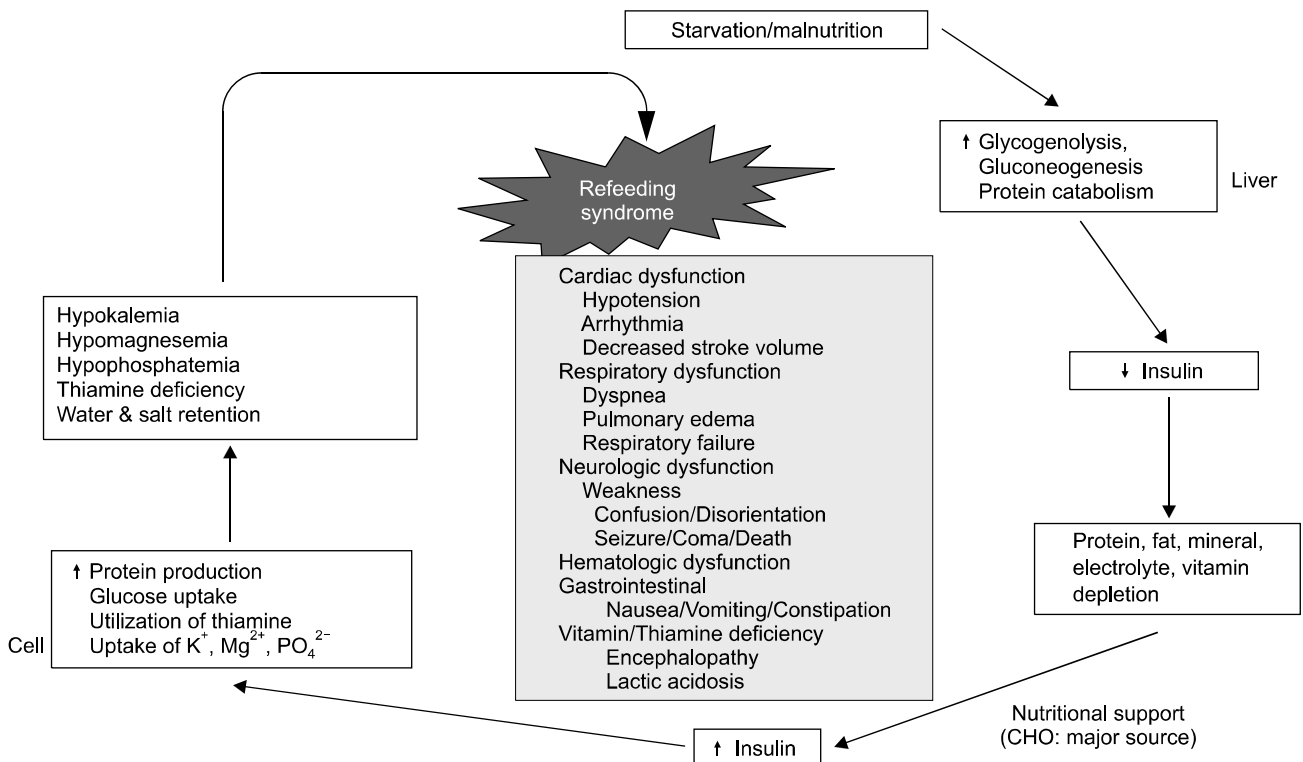 Starvation/malnutrition
↑ Glycogenolysis,
Gluconeogenesis
Protein catabolism
Liver
↓ Insulin
Protein, fat, mineral,
electrolyte, vitamin
depletion
Nutritional support
(CHO: major source)
↑ Insulin
Cell
↑ Protein production
Glucose uptake
Utilization of thiamine
Uptake of K⁺, Mg²⁺, PO₄²⁻
Hypokalemia
Hypomagnesemia
Hypophosphatemia
Thiamine deficiency
Water & salt retention
Refeeding
syndrome
Cardiac dysfunction
Hypotension
Arrhythmia
Decreased stroke volume
Respiratory dysfunction
Dyspnea
Pulmonary edema
Respiratory failure
Neurologic dysfunction
Weakness
Confusion/Disorientation
Seizure/Coma/Death
Hematologic dysfunction
Gastrointestinal
Nausea/Vomiting/Constipation
Vitamin/Thiamine deficiency
Encephalopathy
Lactic acidosis